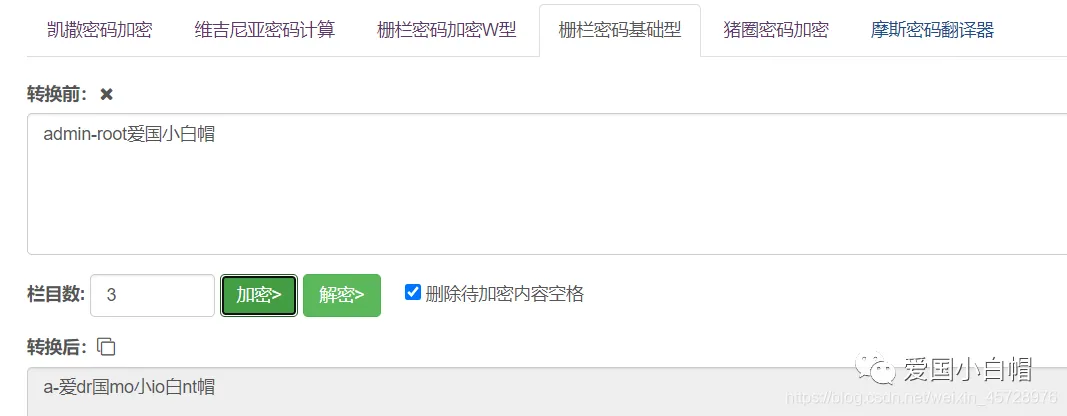 凯撒密码加密 维吉尼亚密码计算 栅栏密码加密W型 栅栏密码基础型 猪圈密码加密 摩斯密码翻译器
转换前：
admin-root爱国小白帽
栏目数: 3 加密> 解密> 删除待加密内容空格
转换后：
a-爱dr国mo小io白nt帽
爱国小白帽
https://blog.csdn.net/weixin_45728976